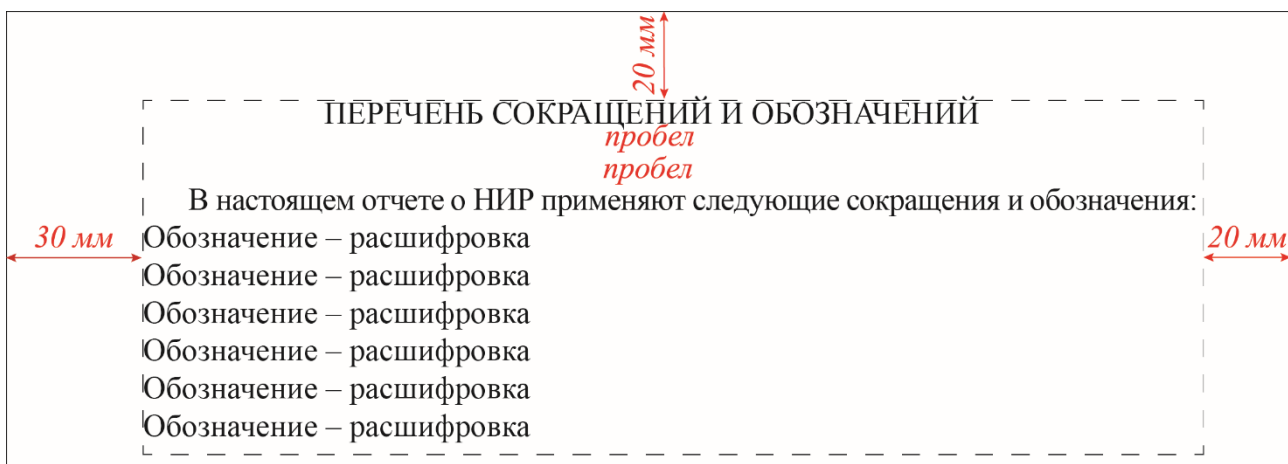 20 мм
ПЕРЕЧЕНЬ СОКРАЩЕНИЙ И ОБОЗНАЧЕНИЙ
пробел
пробел
В настоящем отчете о НИР применяют следующие сокращения и обозначения:
30 мм
Обозначение – расшифровка
20 мм
Обозначение – расшифровка
Обозначение – расшифровка
Обозначение – расшифровка
Обозначение – расшифровка
Обозначение – расшифровка